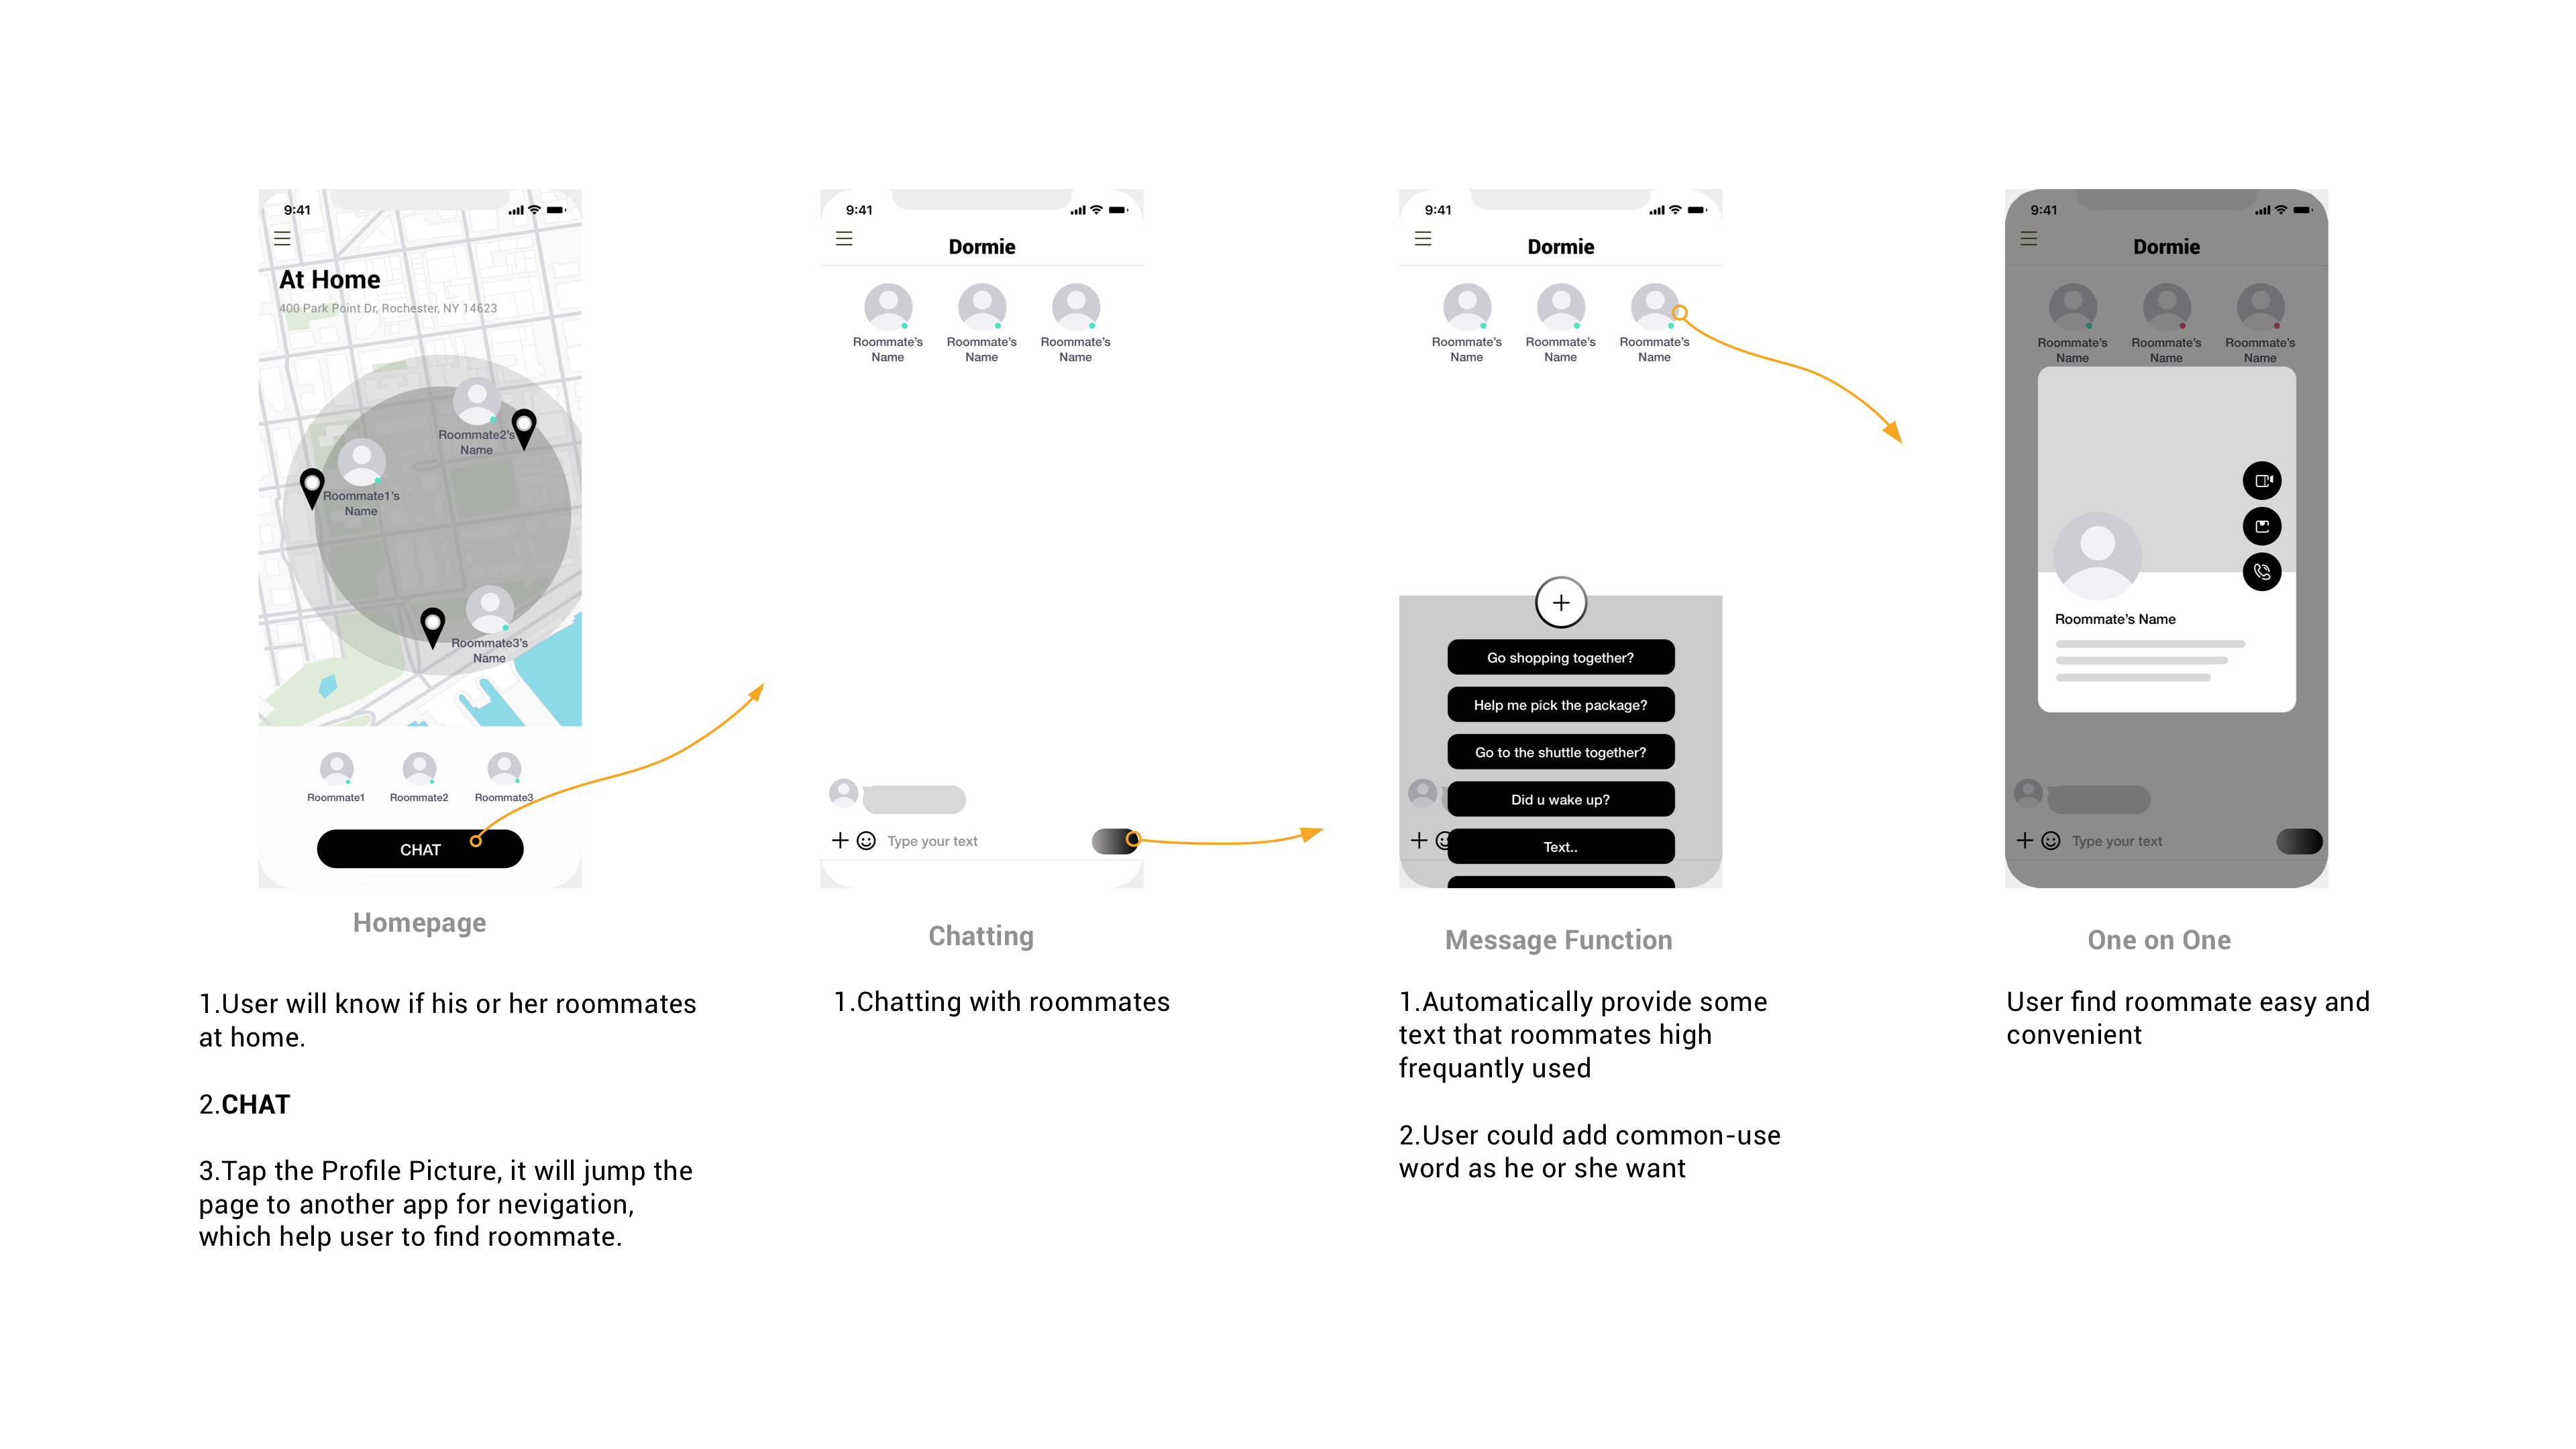 9:41
At Home
400 Park Point Dr, Rochester, NY 14623
Roommate2's
Name
Roommate1's
Name
Roommate3's
Name
Roommate1
Roommate2
Roommate3
CHAT
Homepage
1.User will know if his or her roommates
at home.
2.CHAT
3.Tap the Profile Picture, it will jump the
page to another app for nevigation,
which help user to find roommate.
9:41
Dormie
Roommate's
Name
Roommate's
Name
Roommate's
Name
Type your text
Chatting
1.Chatting with roommates
9:41
Dormie
Roommate's
Name
Roommate's
Name
Roommate's
Name
Go shopping together?
Help me pick the package?
Go to the shuttle together?
Did u wake up?
Text..
Message Function
1.Automatically provide some
text that roommates high
frequantly used
2.User could add common-use
word as he or she want
9:41
Dormie
Roommate's
Name
Roommate's
Name
Roommate's
Name
Roommate's Name
Type your text
One on One
User find roommate easy and
convenient